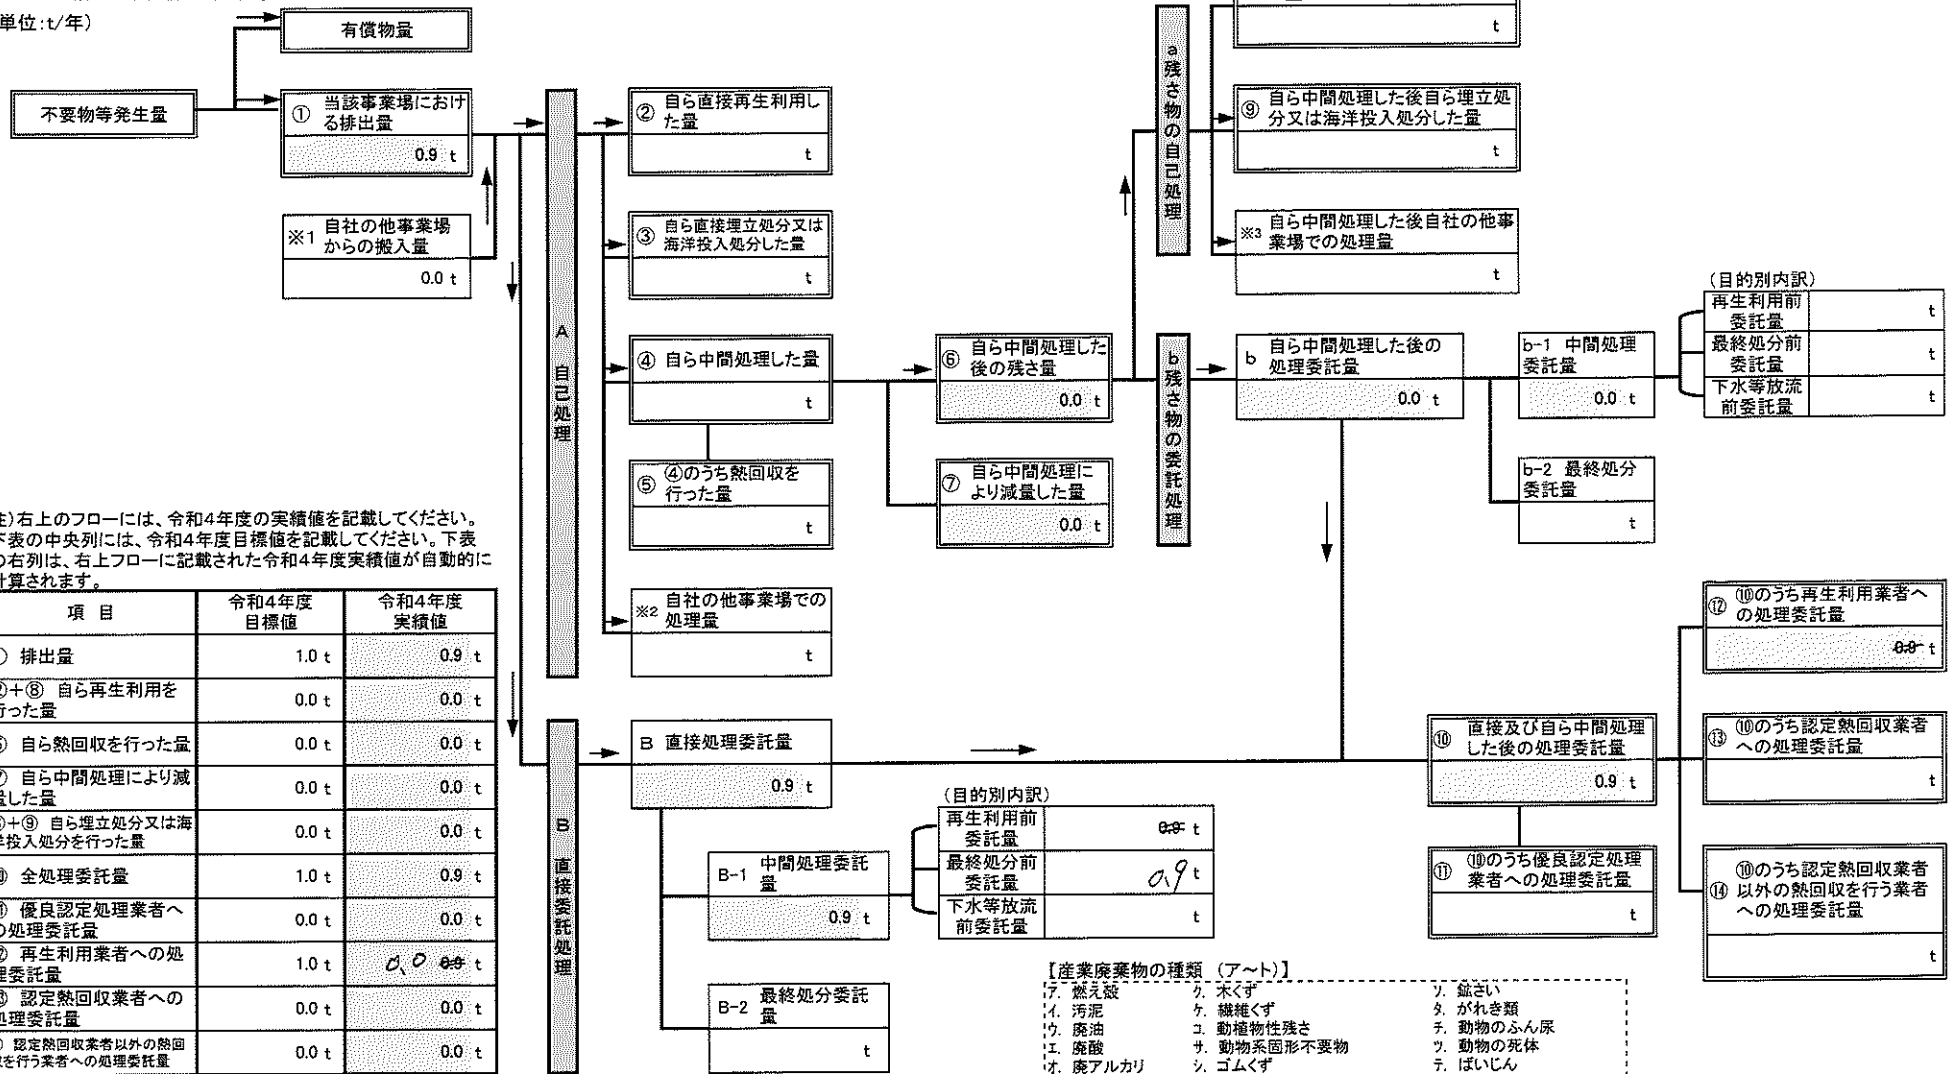 単位:t/年)
有償物量
不要物等発生量
① 当該事業場におけ
る排出量
0.9 t
※1 自社の他事業場
からの搬入量
0.0 t
A 自己処理
② 自ら直接再生利用し
た量
t
③ 自ら直接埋立処分又は
海洋投入処分した量
t
④ 自ら中間処理した量
t
⑤ ④のうち熱回収を
行った量
t
※2 自社の他事業場での
処理量
t
⑥ 自ら中間処理した
後の残さ量
0.0 t
⑦ 自ら中間処理に
より減量した量
0.0 t
a 残さ物の自己処理
t
⑨ 自ら中間処理した後自ら埋立処
分又は海洋投入処分した量
t
※3 自ら中間処理した後自社の他事
業場での処理量
t
b 残さ物の委託処理
b 自ら中間処理した後の
処理委託量
0.0 t
b-1 中間処理
委託量
0.0 t
b-2 最終処分
委託量
t
(目的別内訳)
再生利用前
委託量
t
最終処分前
委託量
t
下水等放流
前委託量
t
注)右上のフローには、令和4年度の実績値を記載してください。
下表の中央列には、令和4年度目標値を記載してください。下表
の右列は、右上フローに記載された令和4年度実績値が自動的に
計算されます。
項 目 令和4年度 目標値 令和4年度 実績値
① 排出量 1.0 t 0.9 t
②+⑧ 自ら再生利用を
行った量 0.0 t 0.0 t
⑤ 自ら熱回収を行った量 0.0 t 0.0 t
⑦ 自ら中間処理により減
量した量 0.0 t 0.0 t
③+⑨ 自ら埋立処分又は海
洋投入処分を行った量 0.0 t 0.0 t
⑩ 全処理委託量 1.0 t 0.9 t
⑪ 優良認定処理業者へ
の処理委託量 0.0 t 0.0 t
⑫ 再生利用業者への処
理委託量 1.0 t 0.0 0.9 t
⑬ 認定熱回収業者への
処理委託量 0.0 t 0.0 t
⑭ 認定熱回収業者以外の熱回
収を行う業者への処理委託量 0.0 t 0.0 t
B 直接委託処理
B 直接処理委託量
0.9 t
B-1 中間処理委託
量
0.9 t
B-2 最終処分委託
量
t
(目的別内訳)
再生利用前
委託量
0.9 t
最終処分前
委託量
0.9 t
下水等放流
前委託量
t
⑩ 直接及び自ら中間処理
した後の処理委託量
0.9 t
⑪ ⑩のうち優良認定処理
業者への処理委託量
t
⑫ ⑩のうち再生利用業者へ
の処理委託量
0.9 t
⑬ ⑩のうち認定熱回収業者
への処理委託量
t
⑭ ⑩のうち認定熱回収業者
以外の熱回収を行う業者
への処理委託量
t
【産業廃棄物の種類 (ア~ト)】
ア. 燃え殻 ク. 木くず ソ. 鉱さい
イ. 汚泥 ケ. 繊維くず タ. がれき類
ウ. 廃油 コ. 動植物性残さ チ. 動物のふん尿
エ. 廃酸 サ. 動物系固形不要物 ツ. 動物の死体
オ. 廃アルカリ シ. ゴムくず テ. ばいじん